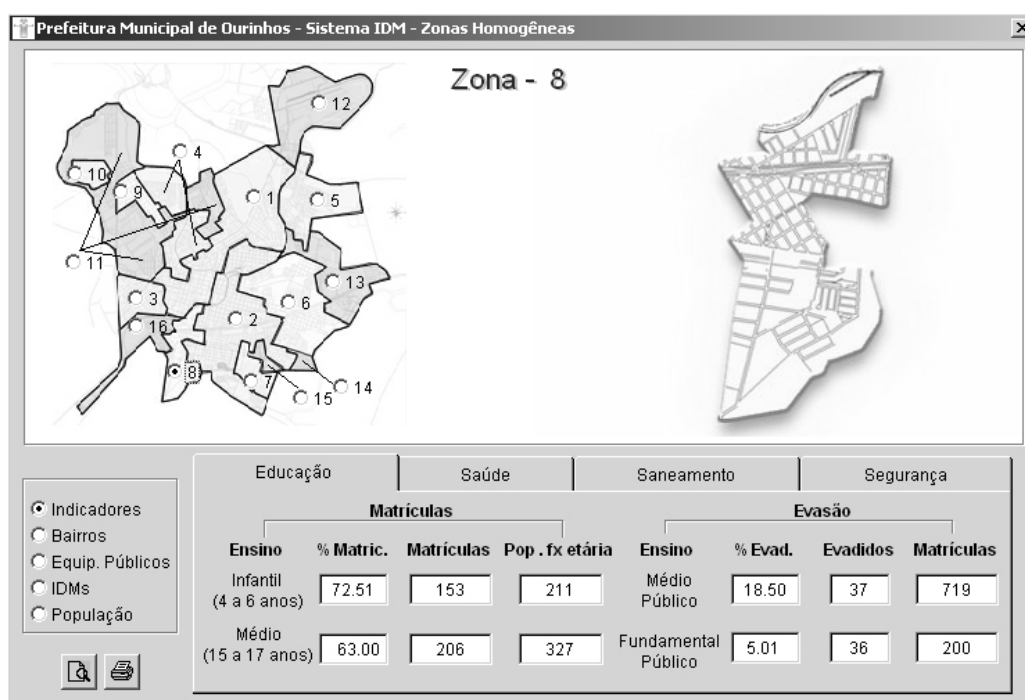 Prefeitura Municipal de Ourinhos - Sistema IDM - Zonas Homogêneas
Zona - 8
12
4
10
9
1
5
11
13
3
6
16
2
8
7
14
15
Educação Saúde Saneamento Segurança
Indicadores
Bairros
Equip. Públicos
IDMs
População
Matrículas Evasão
Ensino % Matric. Matrículas Pop . fx etária Ensino % Evad. Evadidos Matrículas
Infantil
(4 a 6 anos) 72.51 153 211 Médio
Público 18.50 37 719
Médio
(15 a 17 anos) 63.00 206 327 Fundamental
Público 5.01 36 200